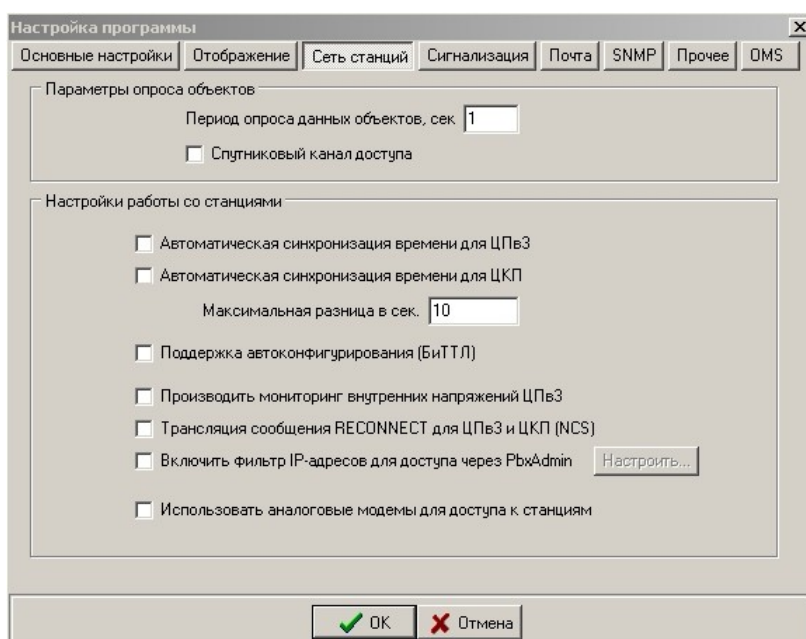 Настройка программы
Основные настройки Отображение Сеть станций Сигнализация Почта SNMP Прочее OMS
Параметры опроса объектов
Период опроса данных объектов, сек 1
Спутниковый канал доступа
Настройки работы со станциями
Автоматическая синхронизация времени для ЦПв3
Автоматическая синхронизация времени для ЦКП
Максимальная разница в сек. 10
Поддержка автоконфигурирования (БиТТЛ)
Производить мониторинг внутренних напряжений ЦПв3
Трансляция сообщения RECONNECT для ЦПв3 и ЦКП (NCS)
Включить фильтр IP-адресов для доступа через PbxAdmin Настроить...
Использовать аналоговые модемы для доступа к станциям
OK Отмена